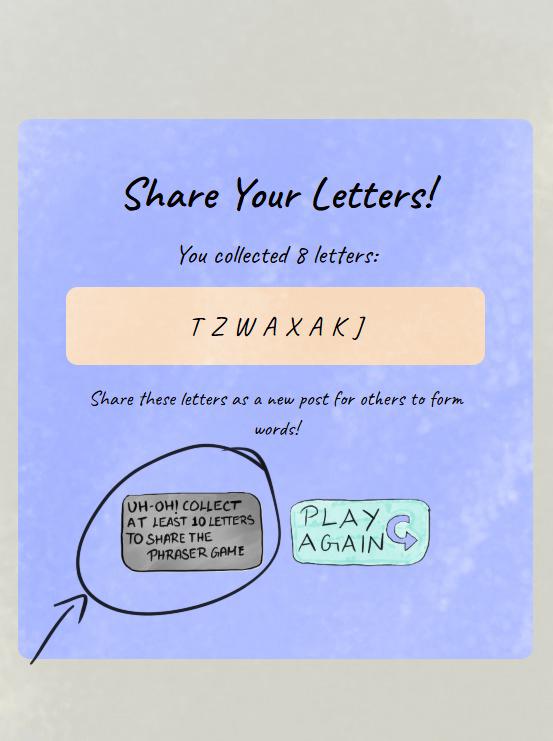 Share Your Letters!
You collected 8 letters:
T Z W A X A K J
Share these letters as a new post for others to form
words!
UH-OH! COLLECT
AT LEAST 10 LETTERS
TO SHARE THE
PHRASER GAME
PLAY
AGAIN